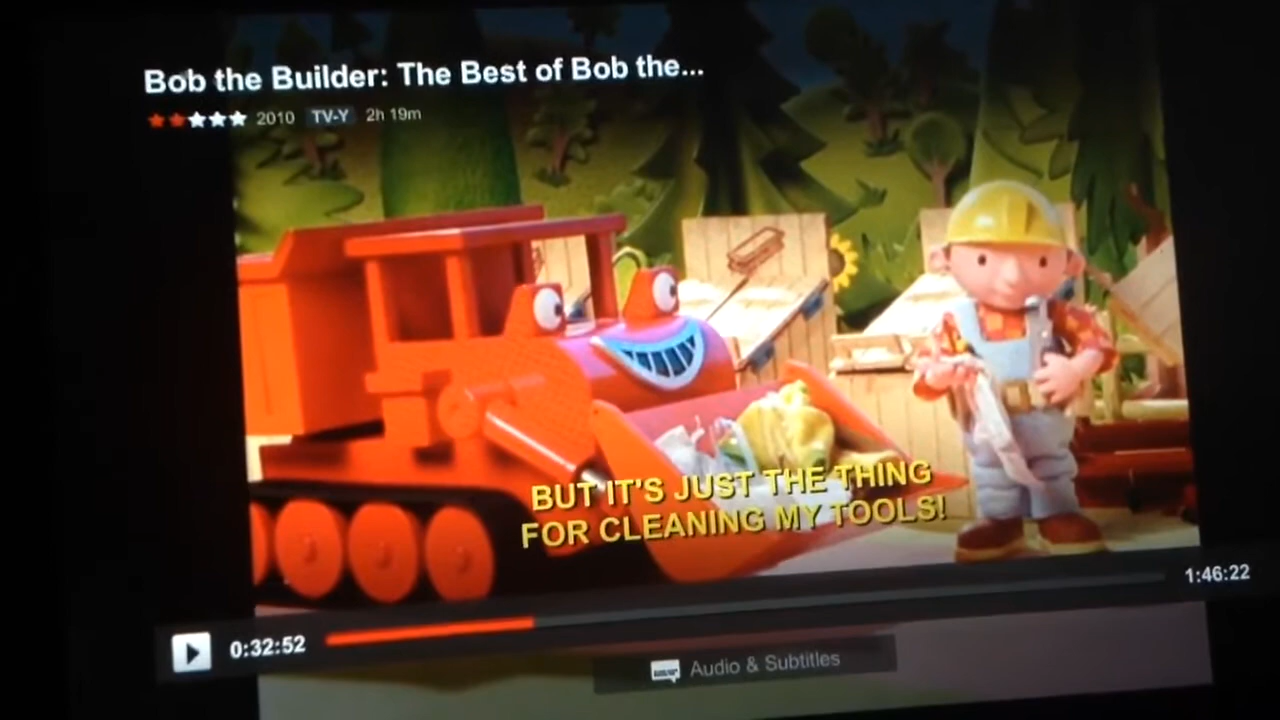 Bob the Builder: The Best of Bob the...
2010 TV-Y 2h 19m
BUT IT'S JUST THE THING
FOR CLEANING MY TOOLS!
1:46:22
0:32:52
Audio & Subtitles